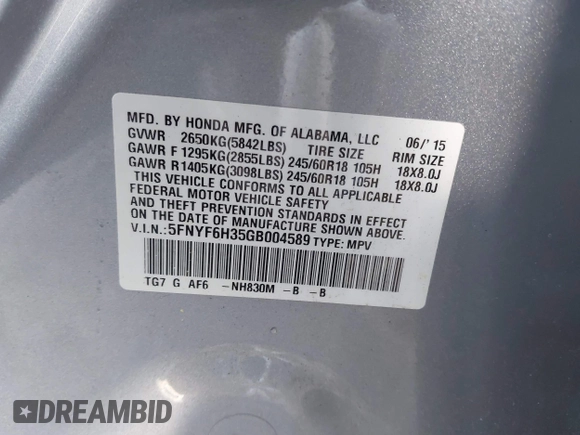 MFD. BY HONDA MFG. OF ALABAMA, LLC 06/'15
GVWR 2650KG(5842LBS) TIRE SIZE RIM SIZE
GAWR F 1295KG(2855LBS) 245/60R18 105H 18X8.0J
GAWR R 1405KG(3098LBS) 245/60R18 105H 18X8.0J
THIS VEHICLE CONFORMS TO ALL APPLICABLE
FEDERAL MOTOR VEHICLE SAFETY
AND THEFT PREVENTION STANDARDS IN EFFECT
ON THE DATE OF MANUFACTURE SHOWN ABOVE.
V.I.N.:5FNYF6H35GB004589 TYPE: MPV
TG7 G AF6 -NH830M -B -B
DREAMBID